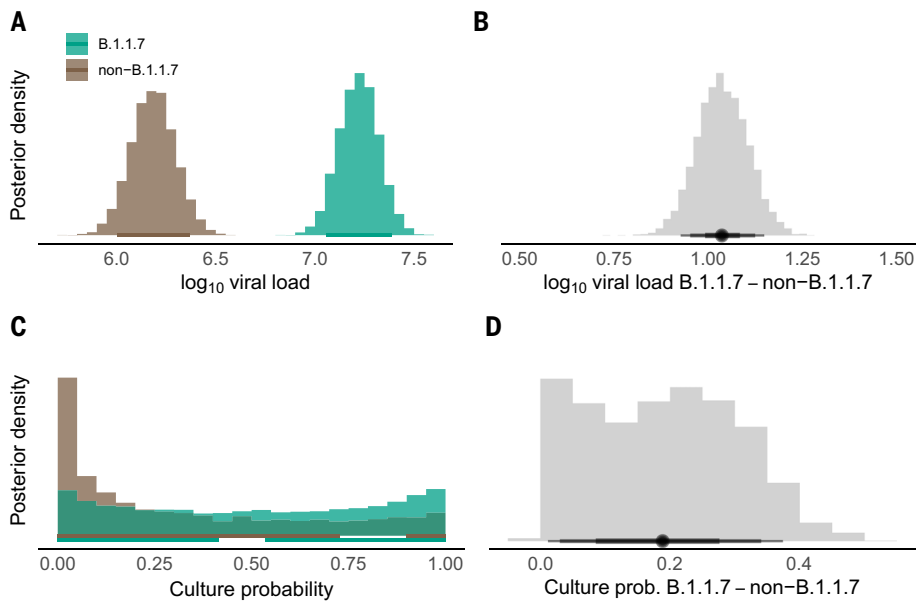 A
B.1.1.7
non−B.1.1.7
Posterior density
6.0 6.5 7.0 7.5
log10 viral load
B
0.50 0.75 1.00 1.25 1.50
log10 viral load B.1.1.7 – non−B.1.1.7
C
Posterior density
0.00 0.25 0.50 0.75 1.00
Culture probability
D
0.0 0.2 0.4
Culture prob. B.1.1.7 – non−B.1.1.7